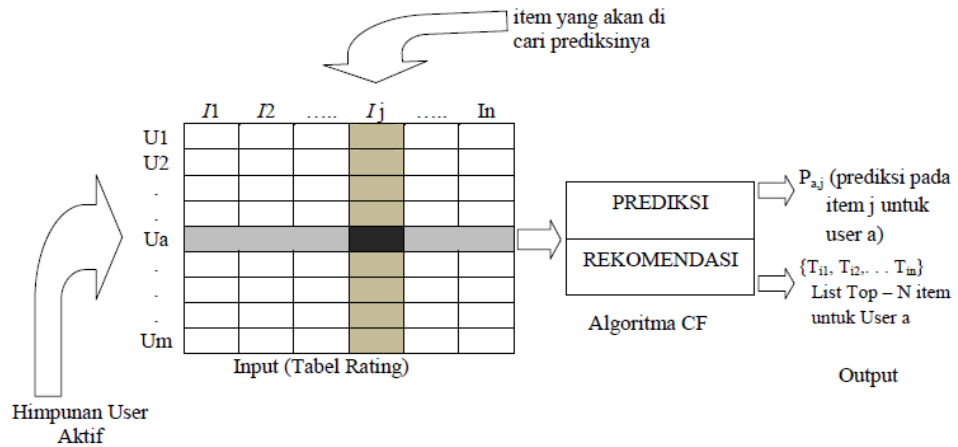 item yang akan di
cari prediksinya
I1 I2 ..... I j ..... In
U1
U2
.
.
Ua
.
.
.
Um
Input (Tabel Rating)
Himpunan User
Aktif
PREDIKSI
REKOMENDASI
Algoritma CF
Pa,j (prediksi pada
item j untuk
user a)
{Ti1, Ti2,. . . Tin}
List Top – N item
untuk User a
Output